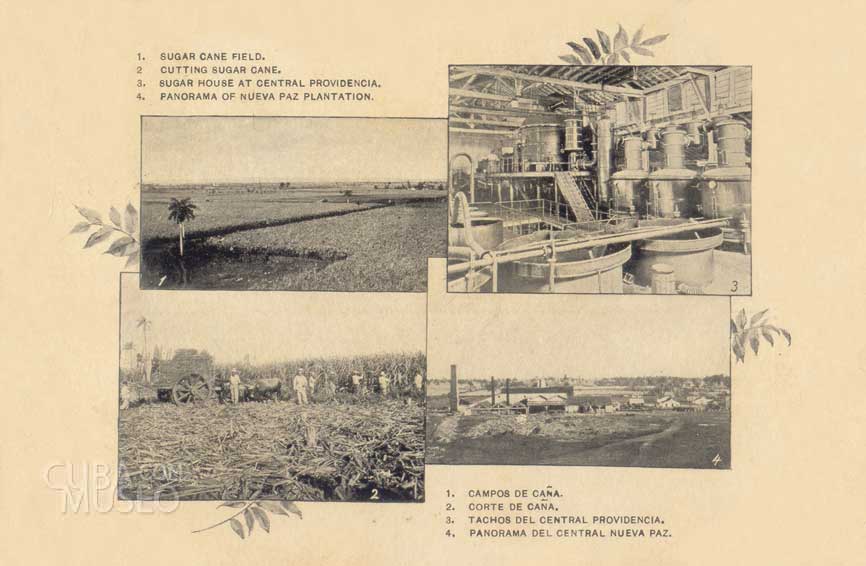 1. SUGAR CANE FIELD.
2 CUTTING SUGAR CANE.
3. SUGAR HOUSE AT CENTRAL PROVIDENCIA.
4. PANORAMA OF NUEVA PAZ PLANTATION.
1
3
2
4
CUBA CON
MUSLO
1. CAMPOS DE CAÑA.
2. CORTE DE CAÑA.
3. TACHOS DEL CENTRAL PROVIDENCIA.
4. PANORAMA DEL CENTRAL NUEVA PAZ.